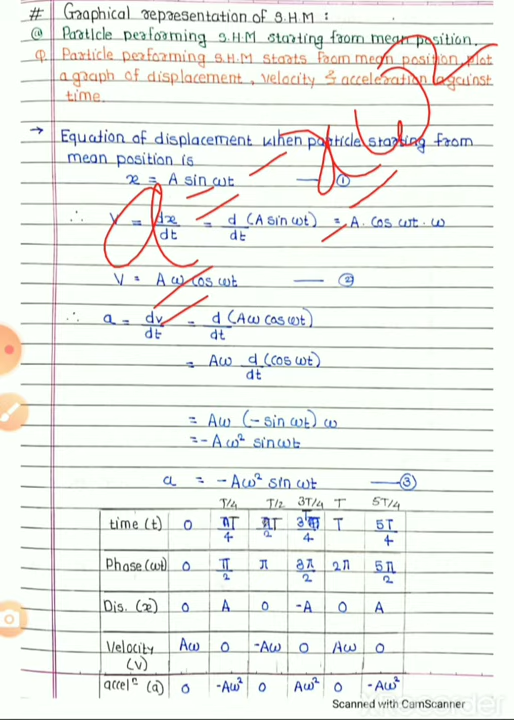 # Graphical representation of S.H.M :
@ Particle performing S.H.M starting from mean position.
Q. Particle performing S.H.M starts from mean position, plot
a graph of displacement, velocity & acceleration against
time.
→ Equation of displacement when particle starting from
mean position is
x = A sin ωt — ①
∴ V = dx/dt = d/dt (A sin ωt) = A. cos ωt. ω
V = A ω cos ωt — ②
∴ a = dv/dt = d/dt (Aω cos ωt)
= Aω d/dt (cos ωt)
= Aω (-sin ωt) ω
= -A ω² sin ωt
a = -Aω² sin ωt — ③
T/4 T/2 3T/4 T 5T/4
time (t) 0 T/4 T/2 3T/4 T 5T/4
Phase (ωt) 0 π/2 π 3π/2 2π 5π/2
Dis. (x) 0 A 0 -A 0 A
Velocity (V) Aω 0 -Aω 0 Aω 0
accelⁿ (a) 0 -Aω² 0 Aω² 0 -Aω²
Scanned with CamScanner